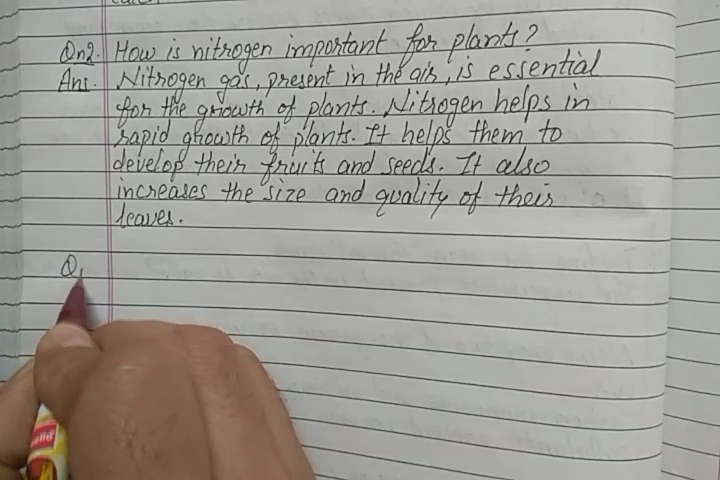 Qn2. How is nitrogen important for plants?
Ans. Nitrogen gas, present in the air, is essential
for the growth of plants. Nitrogen helps in
rapid growth of plants. It helps them to
develop their fruits and seeds. It also
increases the size and quality of their
leaves.
Q